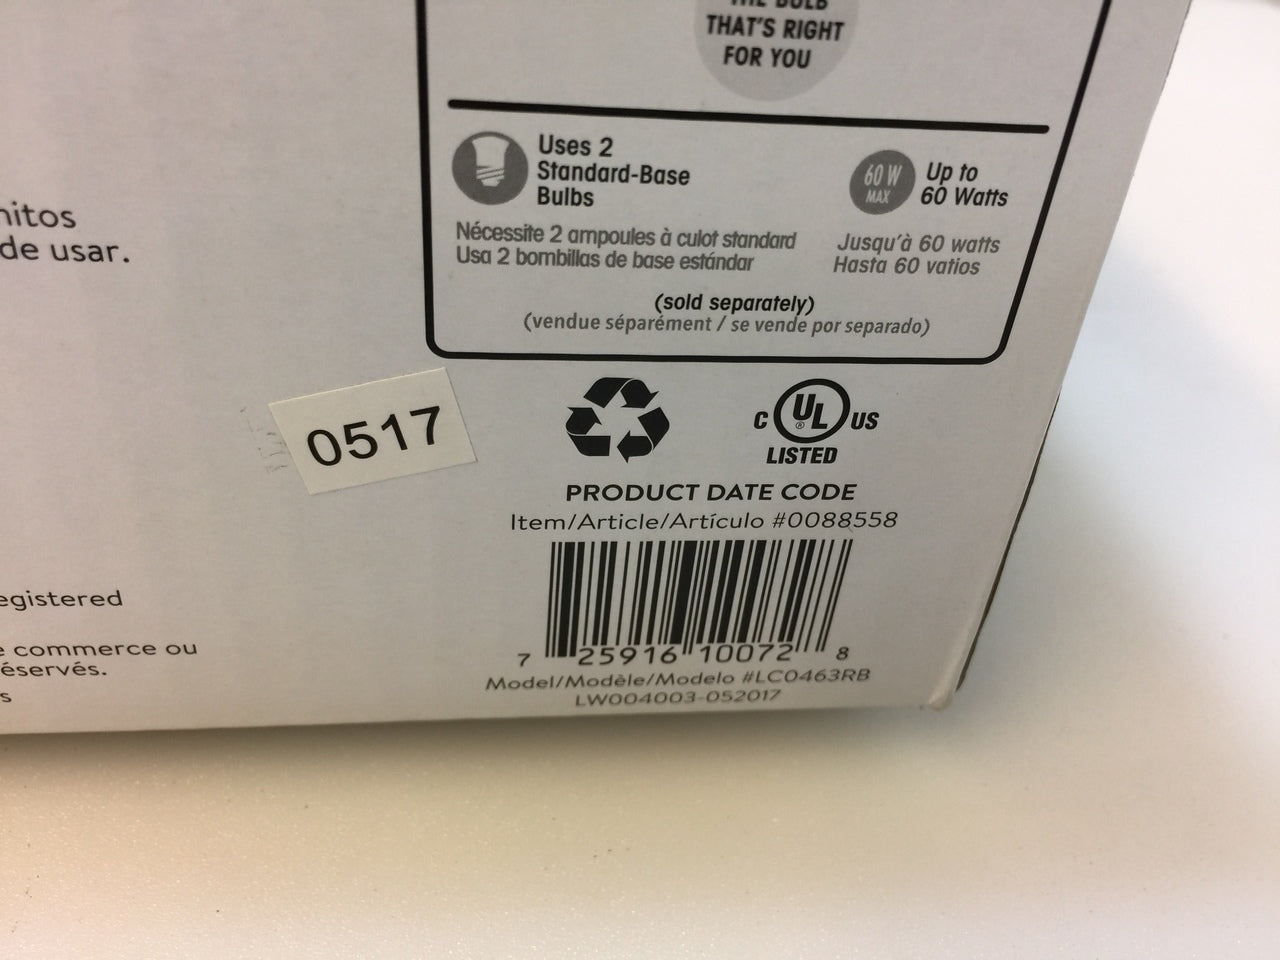 THAT'S RIGHT
FOR YOU
Uses 2
Standard-Base
Bulbs
Nécessite 2 ampoules à culot standard
Usa 2 bombillas de base estándar
60 W
MAX
Up to
60 Watts
Jusqu'à 60 watts
Hasta 60 vatios
(sold separately)
(vendue séparément / se vende por separado)
de usar.
0517
C UL US
®
LISTED
PRODUCT DATE CODE
Item/Article/Artículo #0088558
7 25916 10072 8
Model/Modèle/Modelo #LC0463RB
LW004003-052017
commerce ou